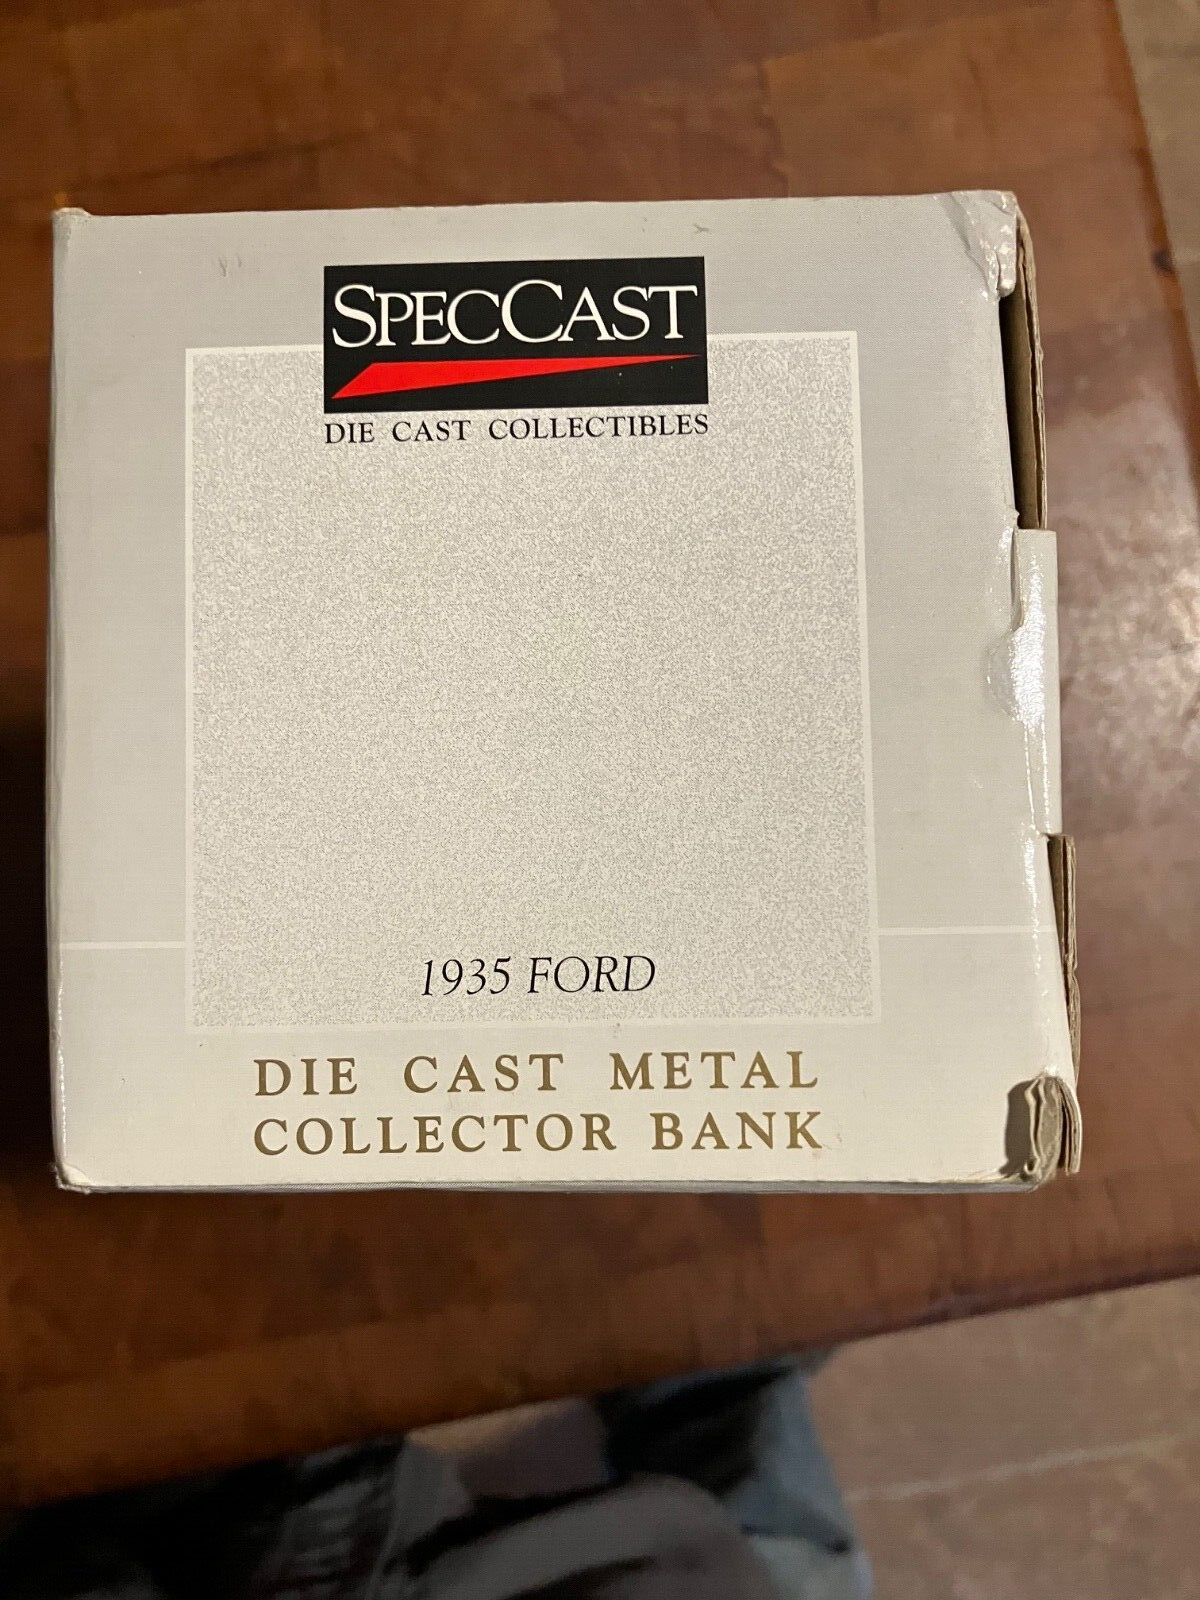 SPECCAST
DIE CAST COLLECTIBLES
1935 FORD
DIE CAST METAL
COLLECTOR BANK